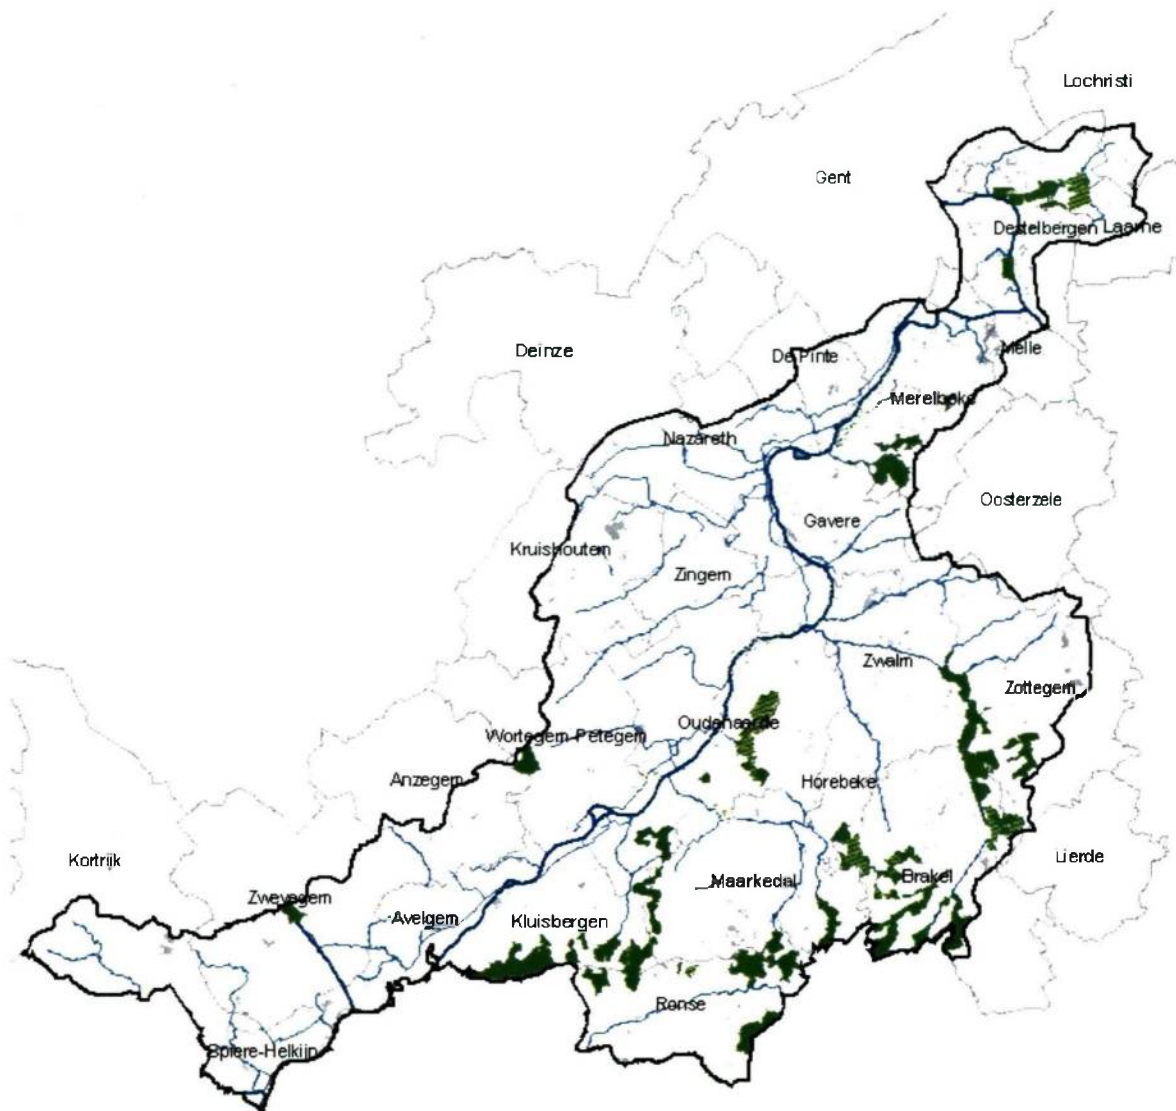 Lochristi
Gent
Destelbergen Laarne
Deinze
De Pinte
Melle
Merelbeke
Nazareth
Oosterzele
Gavere
Kruishoutem
Zingem
Zwalm
Zottegem
Oudenaarde
Wortegem-Petegem
Anzegem
Horebeke
Kortrijk
Lierde
Maarkedal
Brakel
Zwevegem
Avelgem
Kluisbergen
Ronse
Spiere-Helkijn